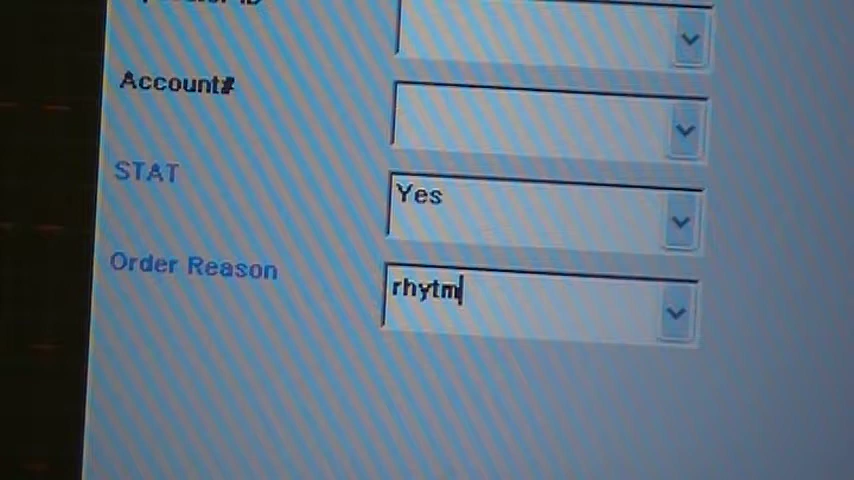 Account#
STAT
Yes
Order Reason
rhytm